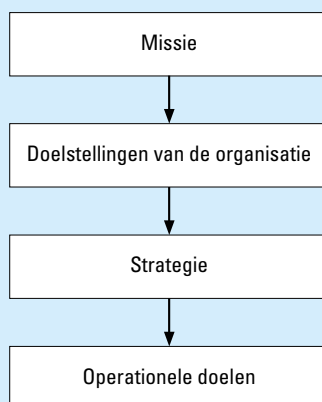 Missie
Doelstellingen van de organisatie
Strategie
Operationele doelen